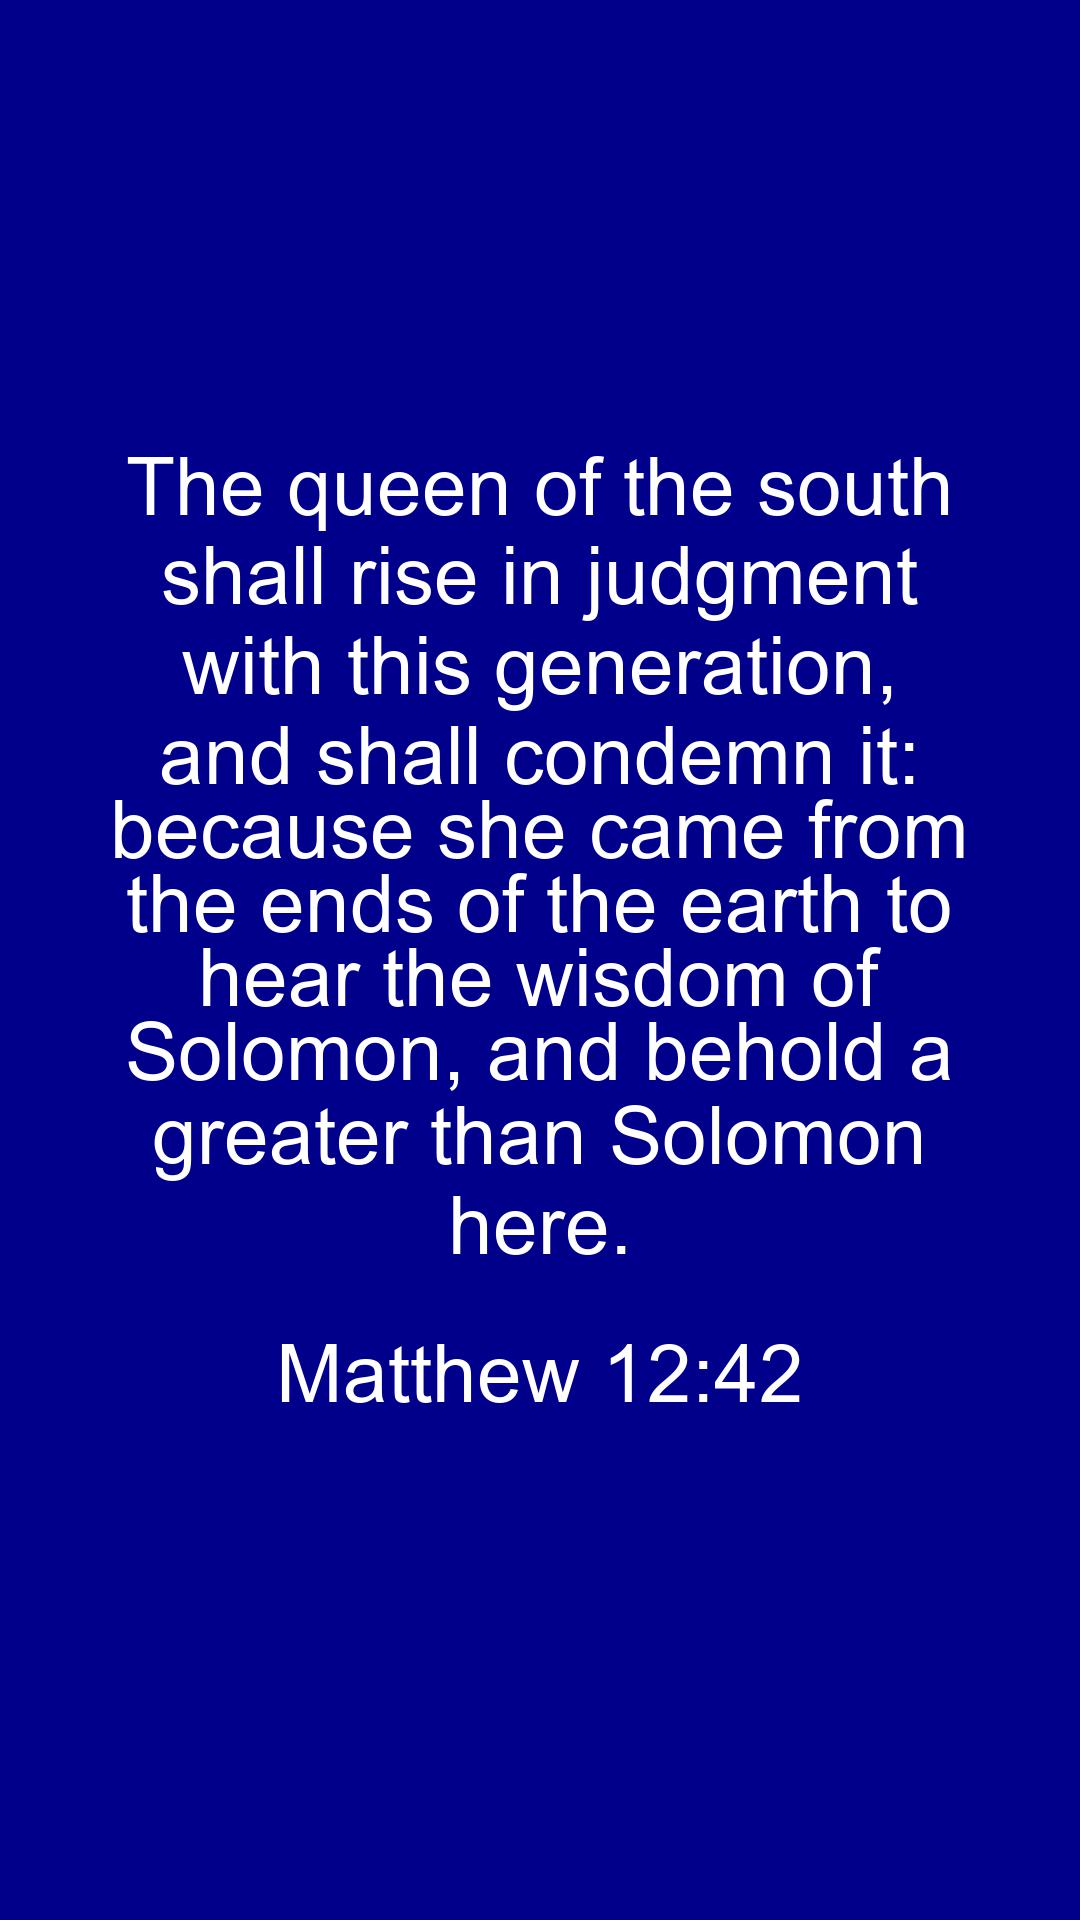 The queen of the south
shall rise in judgment
with this generation,
and shall condemn it:
because she came from
the ends of the earth to
hear the wisdom of
Solomon, and behold a
greater than Solomon
here.
Matthew 12:42